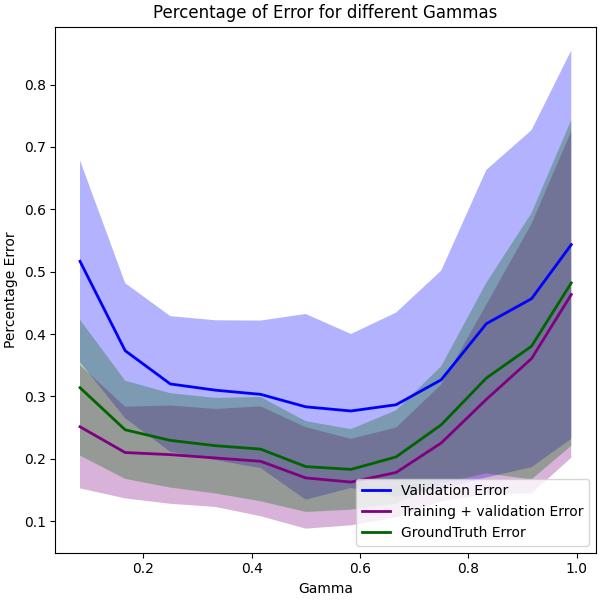 Percentage of Error for different Gammas
Percentage Error
0.8
0.7
0.6
0.5
0.4
0.3
0.2
0.1
Validation Error
Training + validation Error
GroundTruth Error
0.2 0.4 0.6 0.8 1.0
Gamma